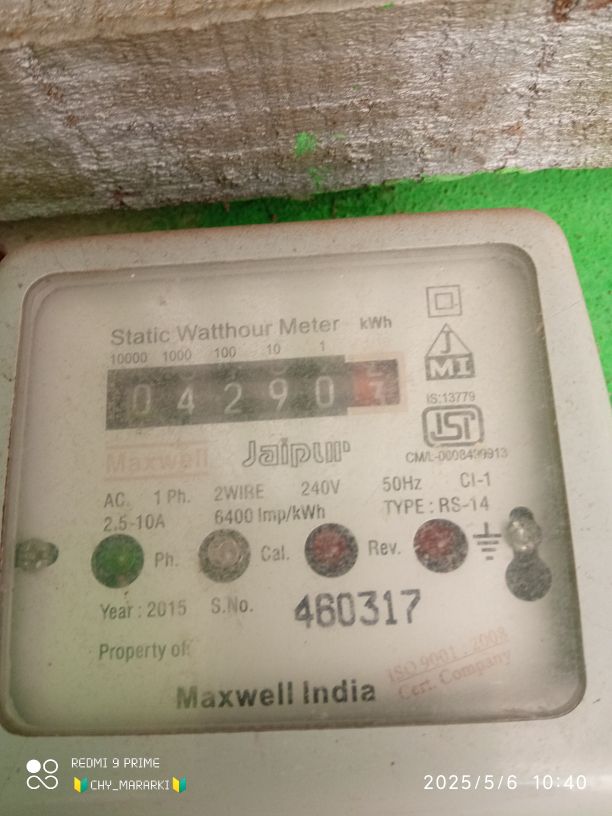 Static Watthour Meter kWh
10000 1000 100 10 1
0 4 2 9 0 7
J
MI
IS:13779
ISI
CM/L-0008499913
Maxwell Jaipur
AC. 1 Ph. 2WIRE 240V 50Hz Cl-1
2.5-10A 6400 Imp/kWh TYPE : RS-14
Ph. Cal. Rev.
Year : 2015 S.No. 460317
Property of:
ISO 9001 : 2008
Cert. Company
Maxwell India
REDMI 9 PRIME
🔰CHY_MARARKI🔰
2025/5/6 10:40